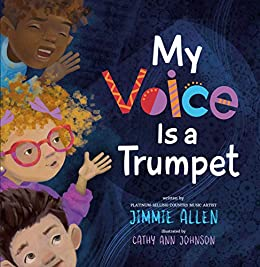 My
Voice
Is a
Trumpet
written by
PLATINUM-SELLING COUNTRY MUSIC ARTIST
JIMMIE ALLEN
illustrated by
CATHY ANN JOHNSON